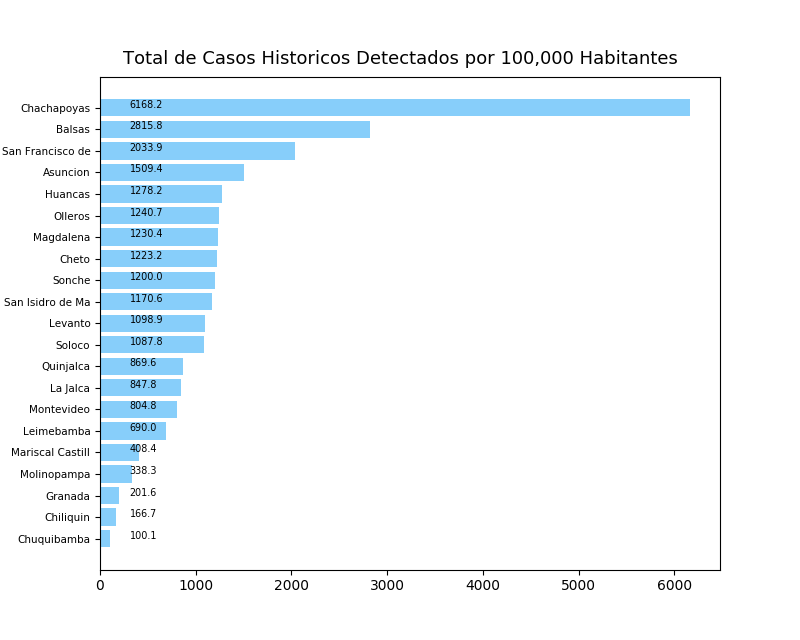 Total de Casos Historicos Detectados por 100,000 Habitantes
Chachapoyas 6168.2
Balsas 2815.8
San Francisco de 2033.9
Asuncion 1509.4
Huancas 1278.2
Olleros 1240.7
Magdalena 1230.4
Cheto 1223.2
Sonche 1200.0
San Isidro de Ma 1170.6
Levanto 1098.9
Soloco 1087.8
Quinjalca 869.6
La Jalca 847.8
Montevideo 804.8
Leimebamba 690.0
Mariscal Castill 408.4
Molinopampa 338.3
Granada 201.6
Chiliquin 166.7
Chuquibamba 100.1
0 1000 2000 3000 4000 5000 6000